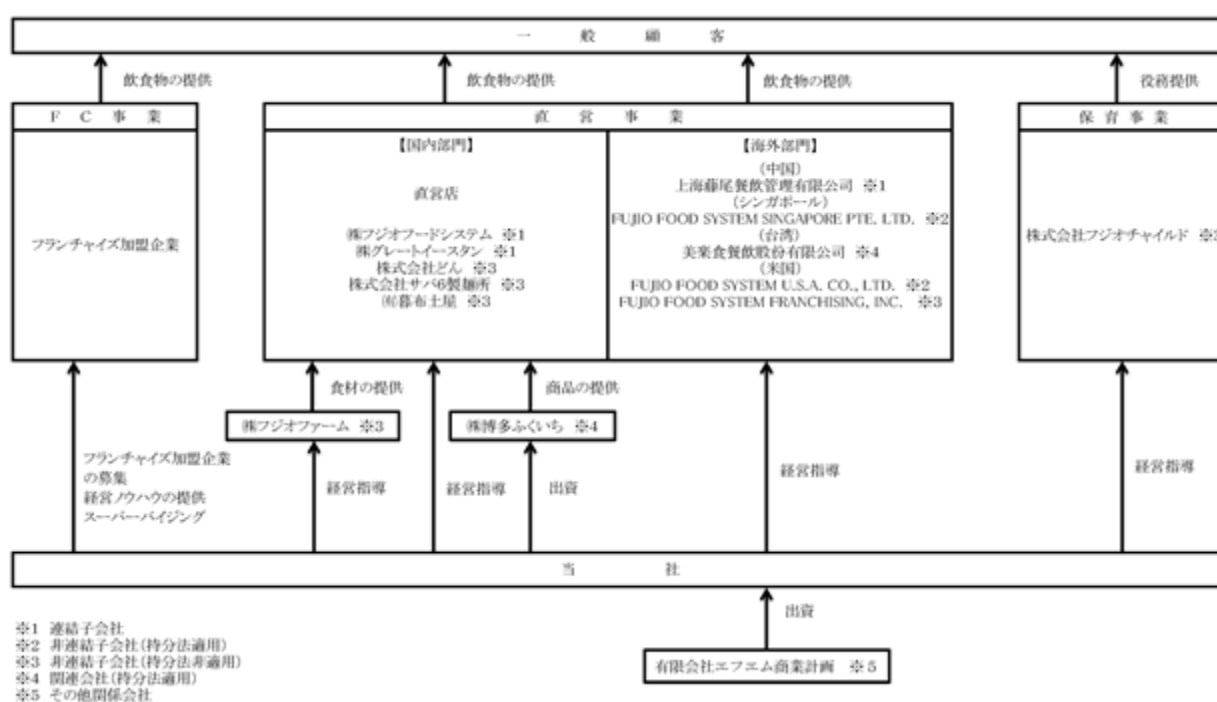 一般顧客
飲食物の提供
飲食物の提供
飲食物の提供
役務提供
FC事業
フランチャイズ加盟企業
直営事業
【国内部門】
直営店
㈱フジオフードシステム ※1
㈱グレートイースタン ※1
株式会社どん ※3
株式会社サバ6製麺所 ※3
㈲暮布土屋 ※3
【海外部門】
(中国)
上海藤尾餐飲管理有限公司 ※1
(シンガポール)
FUJIO FOOD SYSTEM SINGAPORE PTE. LTD. ※2
(台湾)
美楽食餐飲股份有限公司 ※4
(米国)
FUJIO FOOD SYSTEM U.S.A. CO., LTD. ※2
FUJIO FOOD SYSTEM FRANCHISING, INC. ※3
保育事業
株式会社フジオチャイルド ※
食材の提供
商品の提供
㈱フジオファーム ※3
㈱博多ふくいち ※4
フランチャイズ加盟企業
の募集
経営ノウハウの提供
スーパーバイジング
経営指導
経営指導
出資
経営指導
経営指導
当社
出資
有限会社エフエム商業計画 ※5
※1 連結子会社
※2 非連結子会社(持分法適用)
※3 非連結子会社(持分法非適用)
※4 関連会社(持分法適用)
※5 その他関係会社